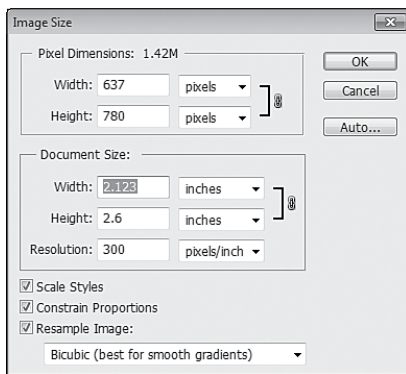 Image Size
Pixel Dimensions: 1.42M
OK
Width: 637 pixels
Cancel
Height: 780 pixels
Auto...
Document Size:
Width: 2.123 inches
Height: 2.6 inches
Resolution: 300 pixels/inch
Scale Styles
Constrain Proportions
Resample Image:
Bicubic (best for smooth gradients)